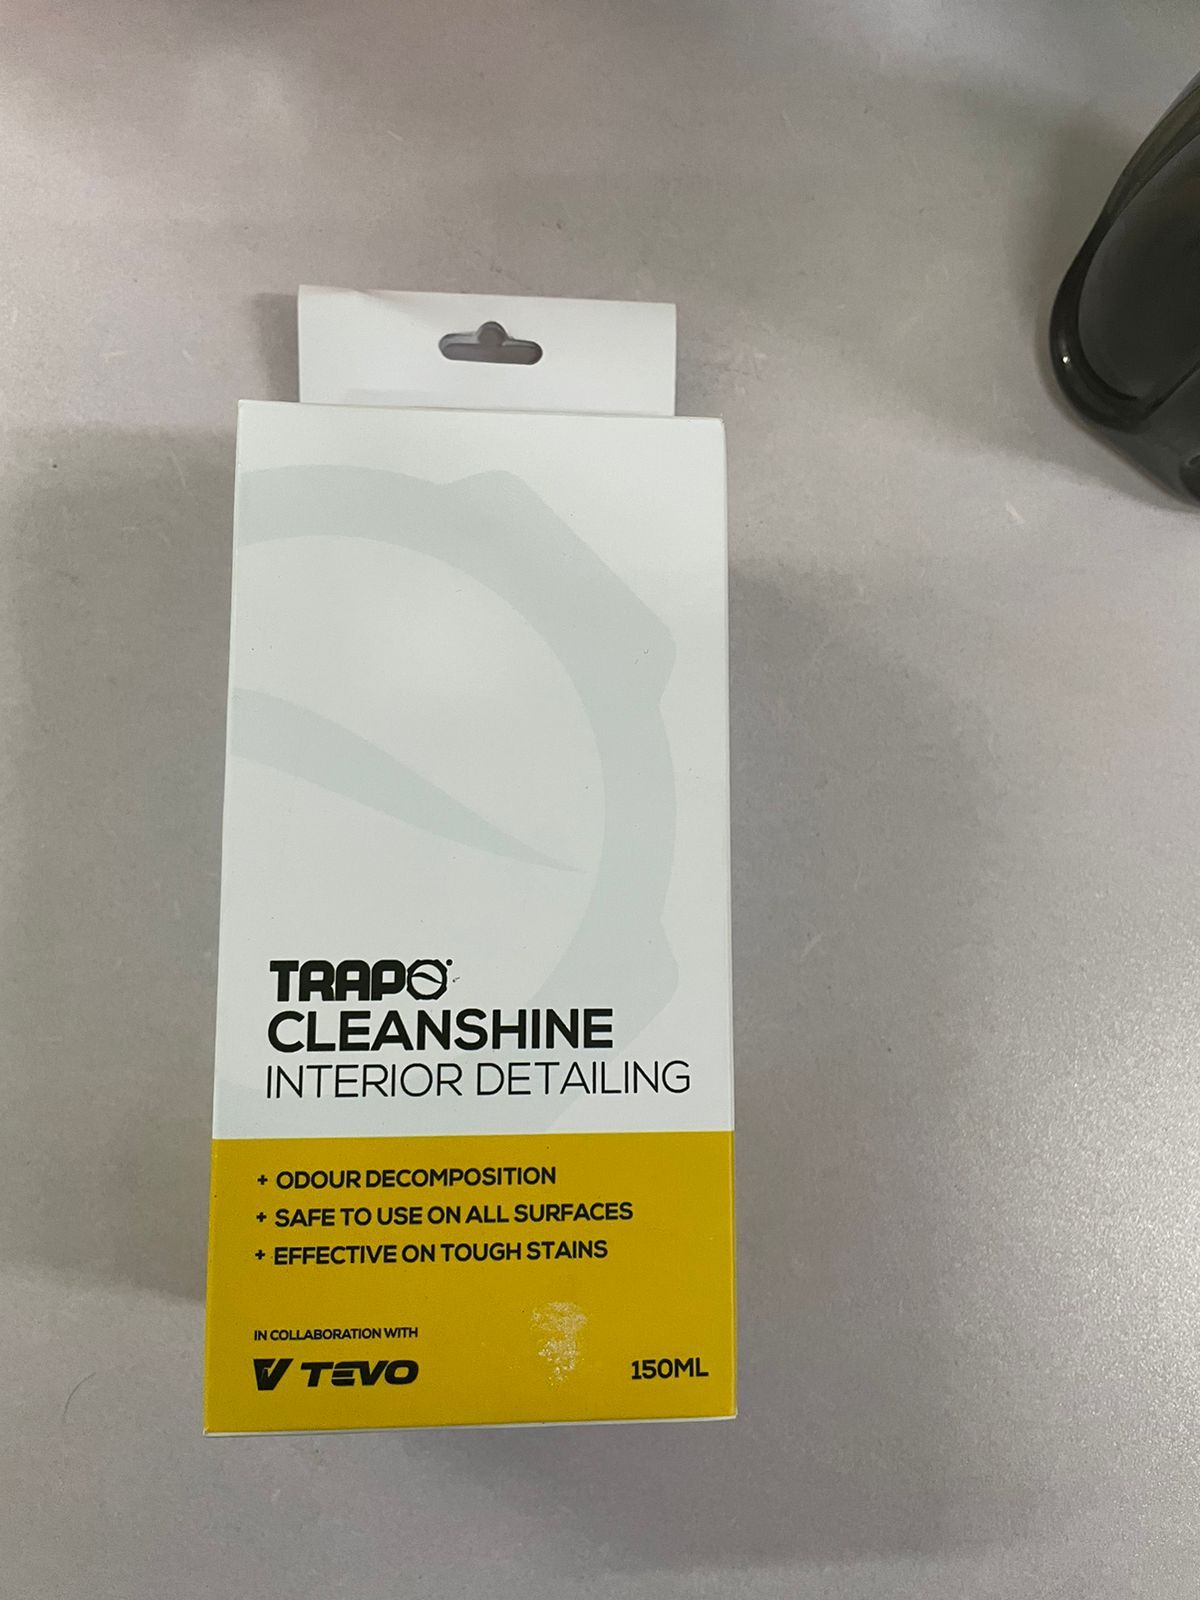 TRAPO
CLEANSHINE
INTERIOR DETAILING
+ ODOUR DECOMPOSITION
+ SAFE TO USE ON ALL SURFACES
+ EFFECTIVE ON TOUGH STAINS
IN COLLABORATION WITH
TEVO
150ML